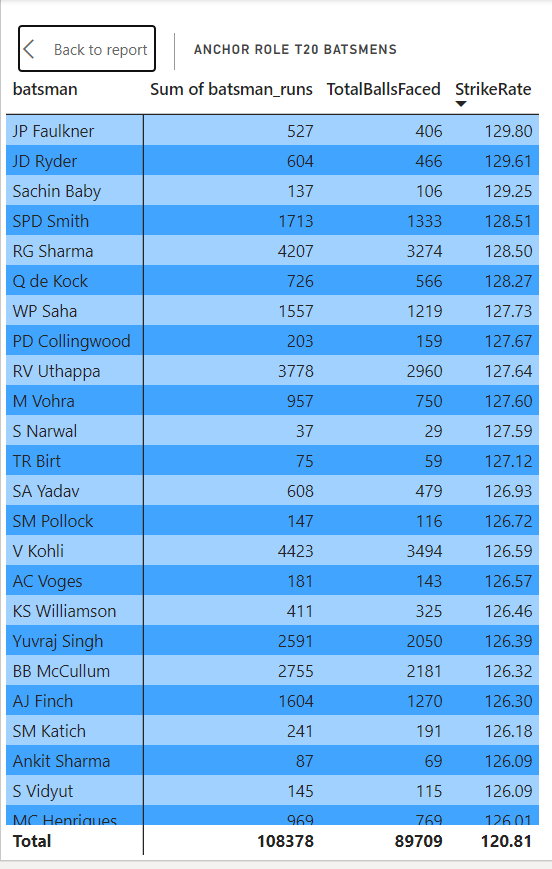 Back to report ANCHOR ROLE T20 BATSMENS
batsman Sum of batsman_runs TotalBallsFaced StrikeRate
JP Faulkner 527 406 129.80
JD Ryder 604 466 129.61
Sachin Baby 137 106 129.25
SPD Smith 1713 1333 128.51
RG Sharma 4207 3274 128.50
Q de Kock 726 566 128.27
WP Saha 1557 1219 127.73
PD Collingwood 203 159 127.67
RV Uthappa 3778 2960 127.64
M Vohra 957 750 127.60
S Narwal 37 29 127.59
TR Birt 75 59 127.12
SA Yadav 608 479 126.93
SM Pollock 147 116 126.72
V Kohli 4423 3494 126.59
AC Voges 181 143 126.57
KS Williamson 411 325 126.46
Yuvraj Singh 2591 2050 126.39
BB McCullum 2755 2181 126.32
AJ Finch 1604 1270 126.30
SM Katich 241 191 126.18
Ankit Sharma 87 69 126.09
S Vidyut 145 115 126.09
MC Henriques 969 769 126.01
Total 108378 89709 120.81